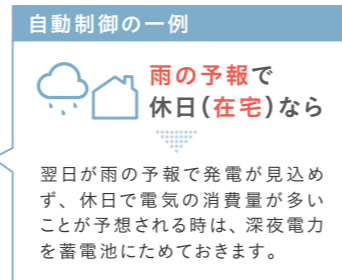 自動制御の一例
雨の予報で
休日(在宅)なら
翌日が雨の予報で発電が見込め
ず、休日で電気の消費量が多い
ことが予想される時は、深夜電力
を蓄電池にためておきます。